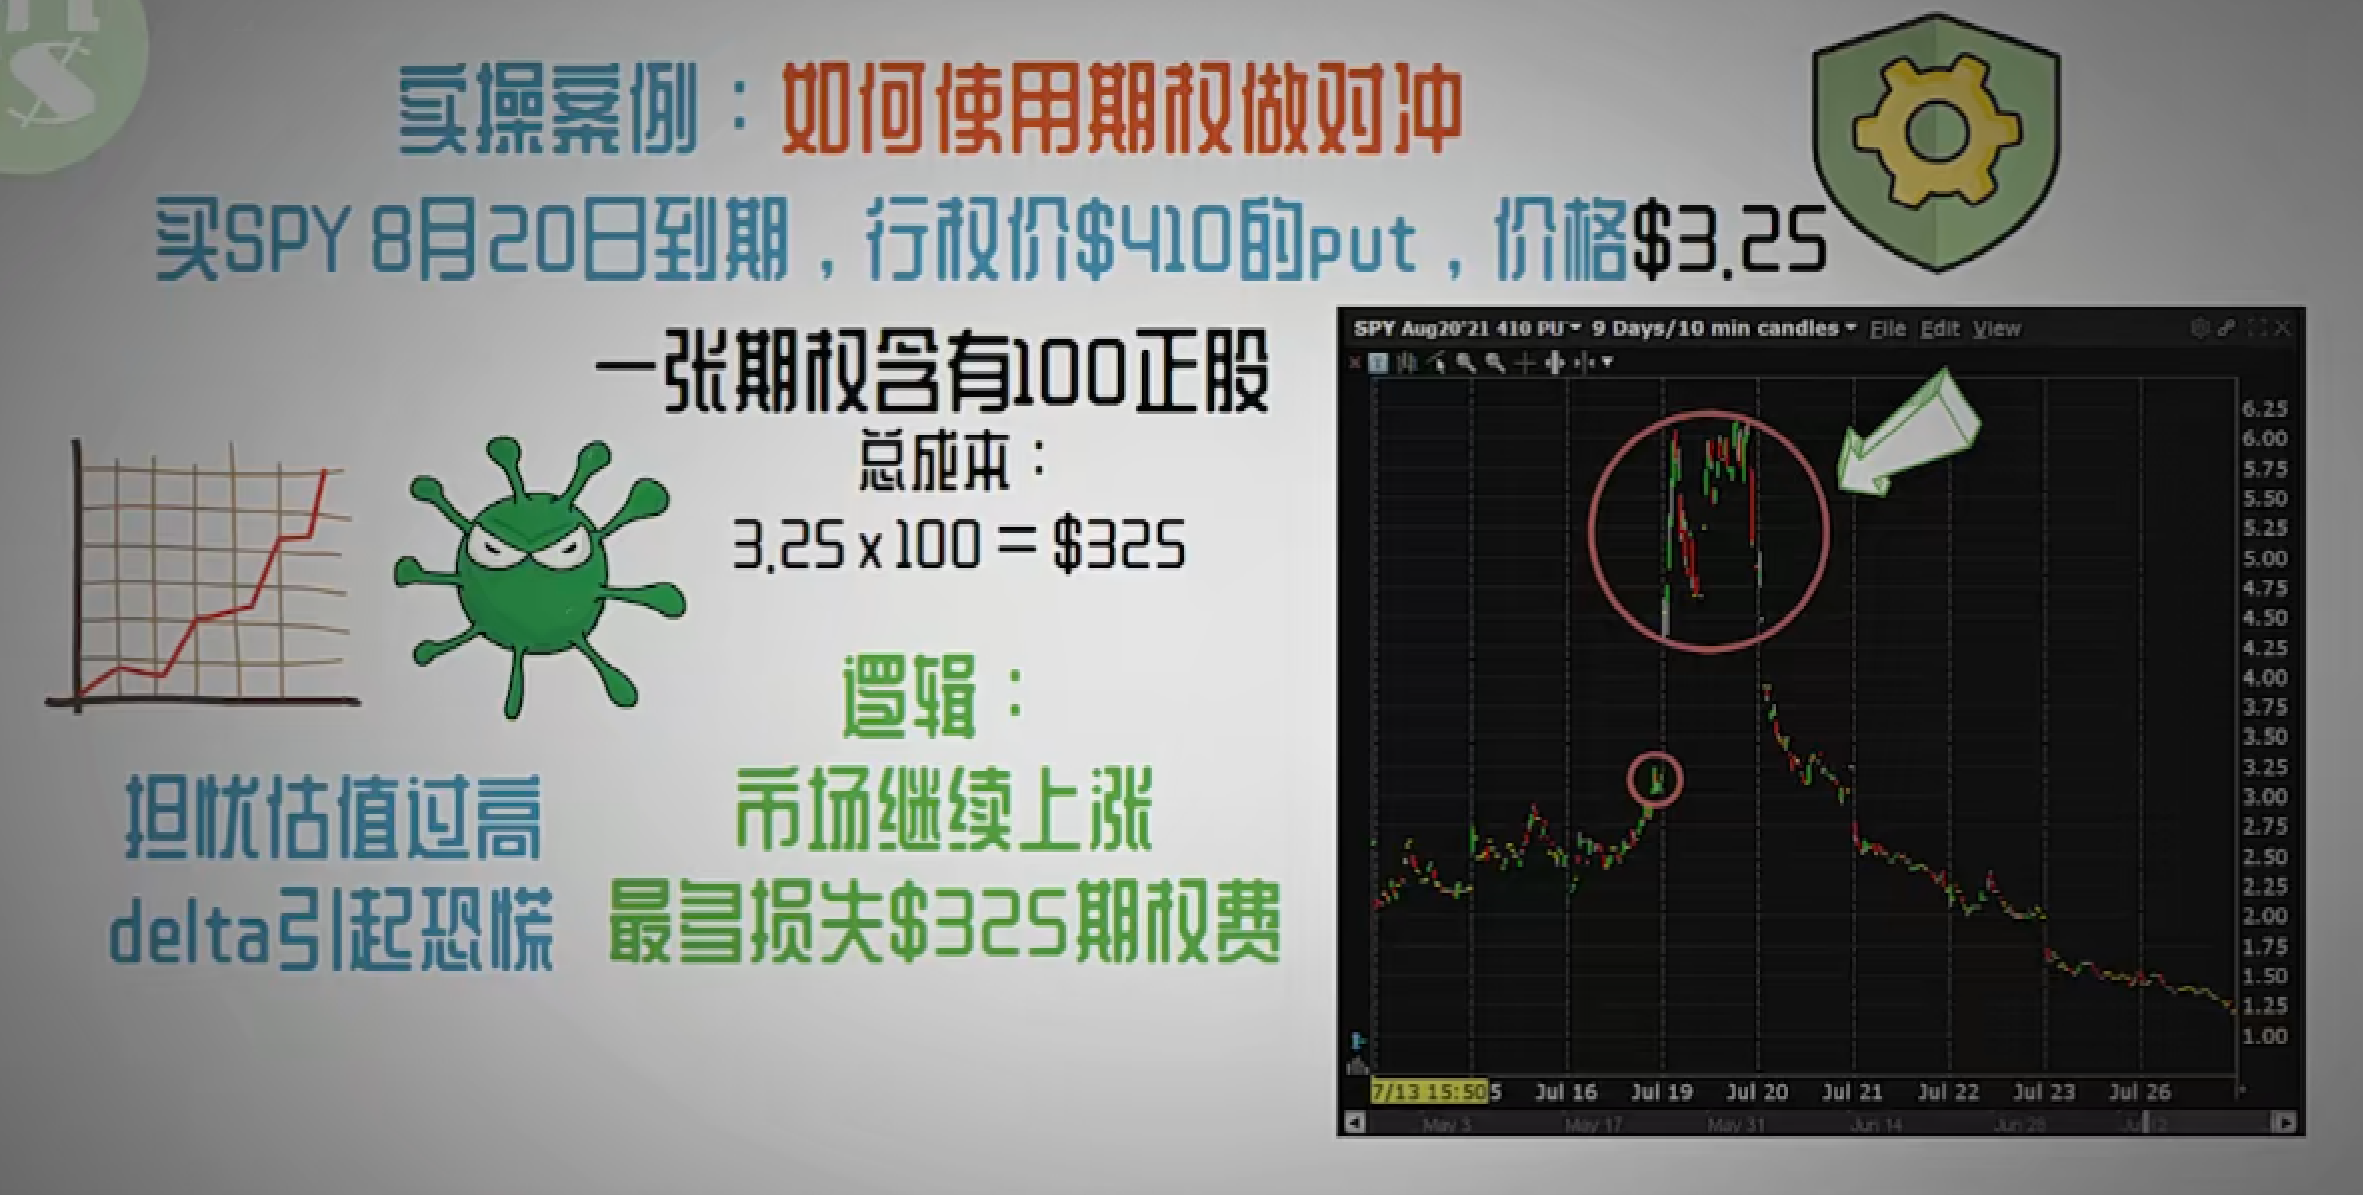 实操案例：如何使用期权做对冲
买SPY 8月20日到期，行权价$410的put，价格$3.25
一张期权含有100正股
总成本：
3.25 x 100 = $325
担忧估值过高
delta引起恐慌
逻辑：
市场继续上涨
最多损失$325期权费
SPY Aug20'21 410 PU 9 Days/10 min candles File Edit View
6.25
6.00
5.75
5.50
5.25
5.00
4.75
4.50
4.25
4.00
3.75
3.50
3.25
3.00
2.75
2.50
2.25
2.00
1.75
1.50
1.25
1.00
7/13 15:50 5 Jul 16 Jul 19 Jul 20 Jul 21 Jul 22 Jul 23 Jul 26
May 3 May 17 May 31 Jun 14 Jun 28